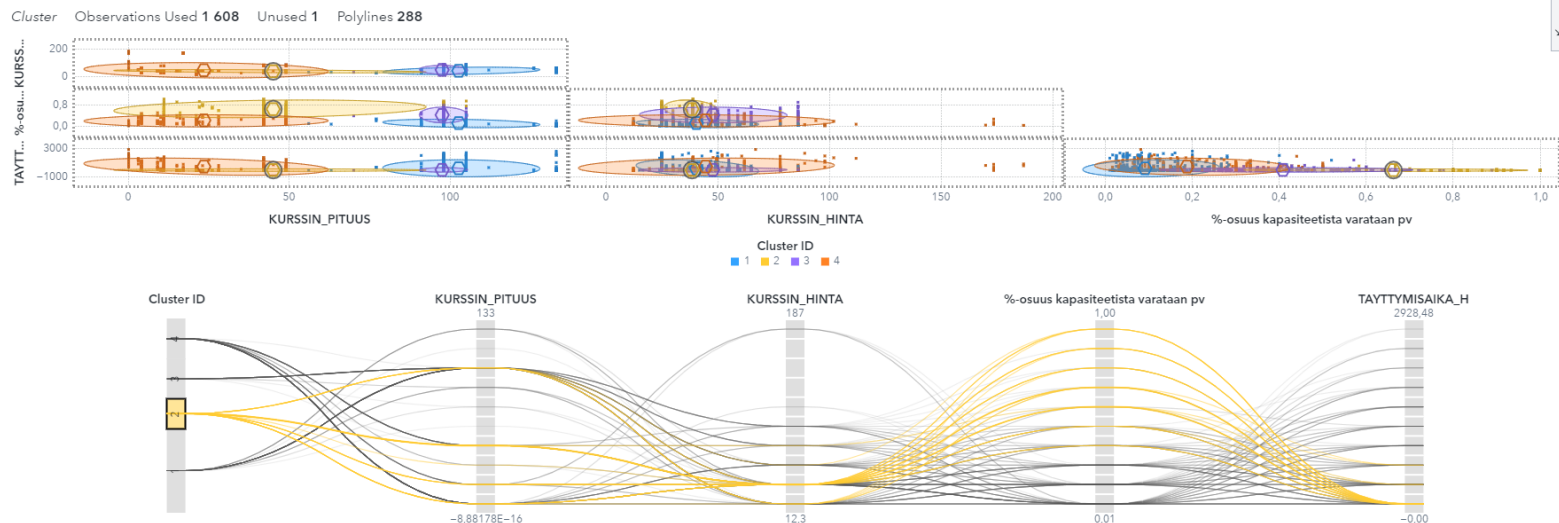 Cluster Observations Used 1 608 Unused 1 Polylines 288
KURSS...
200
0
%-osu...
0,8
0,0
TAYTT...
3000
−1000
0 50 100
KURSSIN_PITUUS
0 50 100 150 200
KURSSIN_HINTA
0,0 0,2 0,4 0,6 0,8 1,0
%-osuus kapasiteetista varataan pv
Cluster ID
1 2 3 4
Cluster ID KURSSIN_PITUUS KURSSIN_HINTA %-osuus kapasiteetista varataan pv TAYTTYMISAIKA_H
133 187 1,00 2928,48
4
3
2
1
−8,88178E−16 12,3 0,01 −0,00